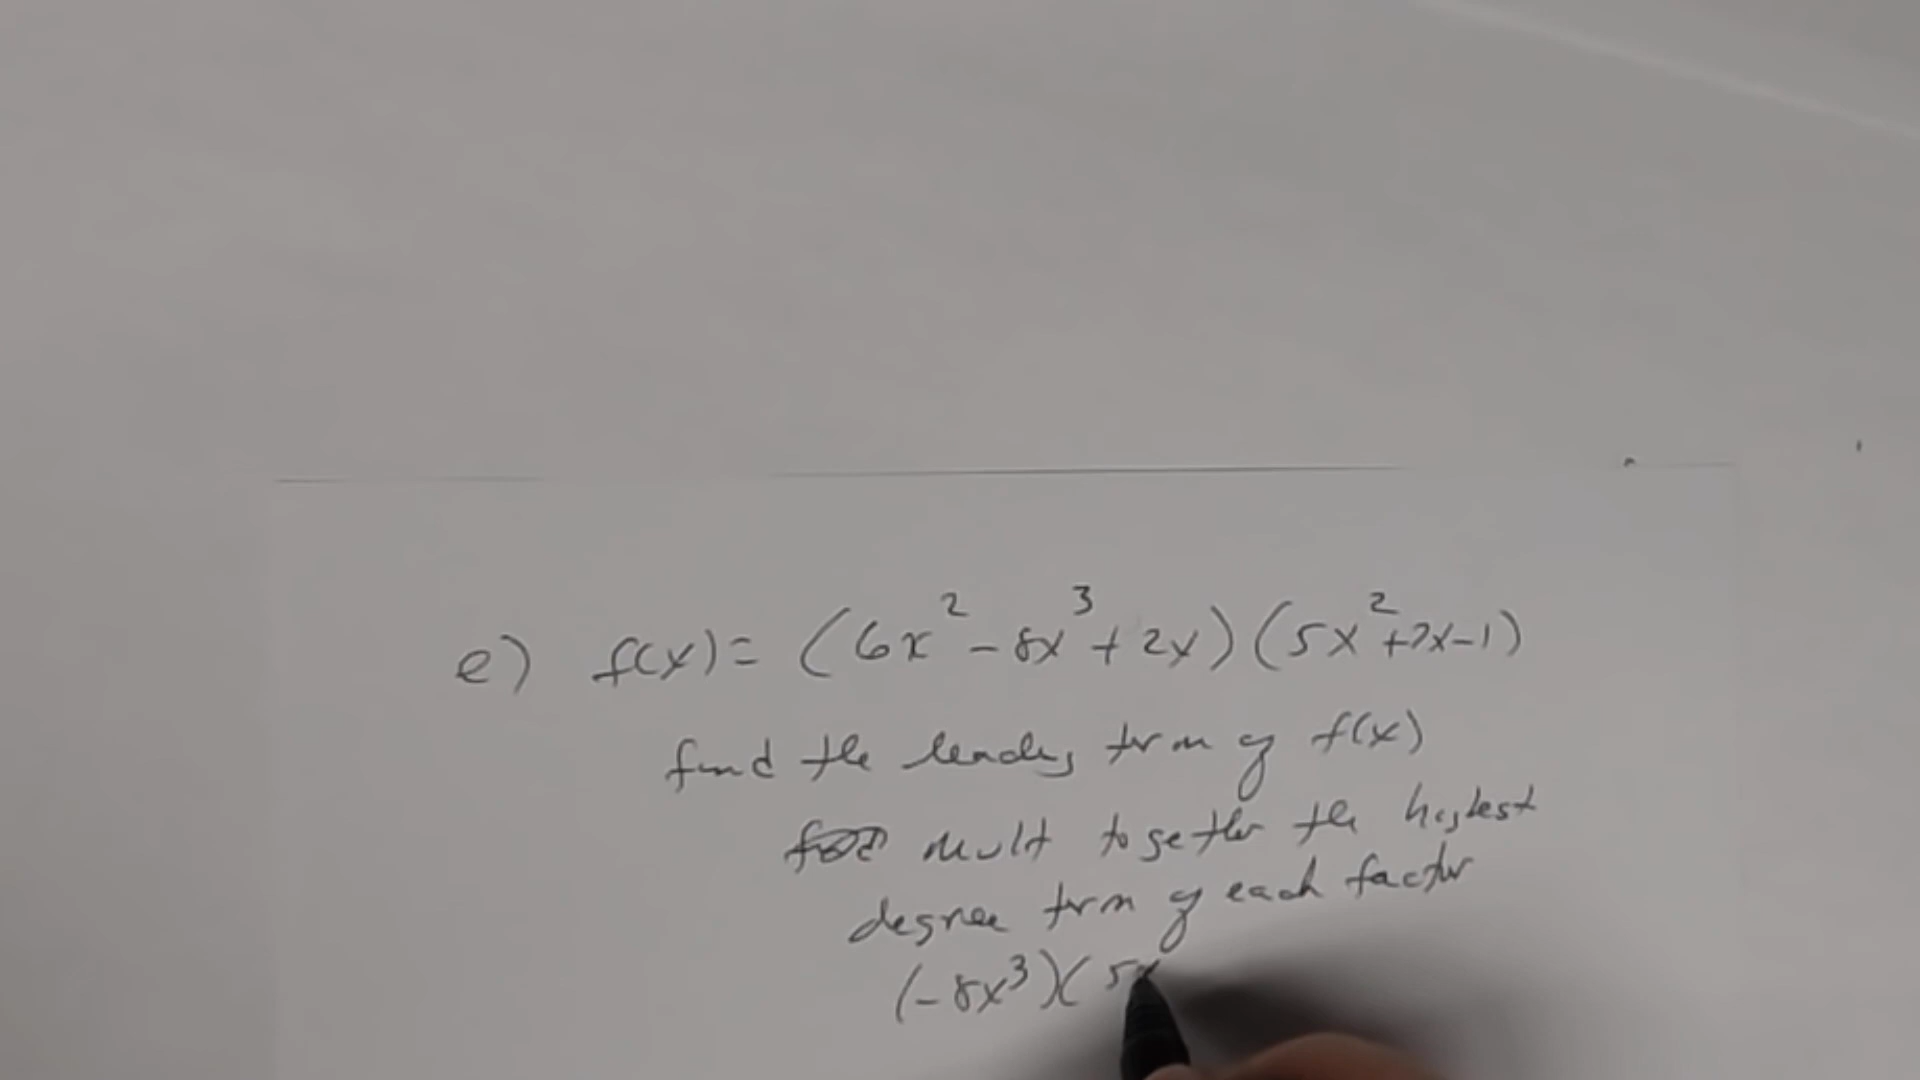 e) f(x) = (6x² - 8x³ + 2x) (5x² + 7x - 1)
find the leading term of f(x)
mult together the highest
degree term of each factor
(-8x³)(5x